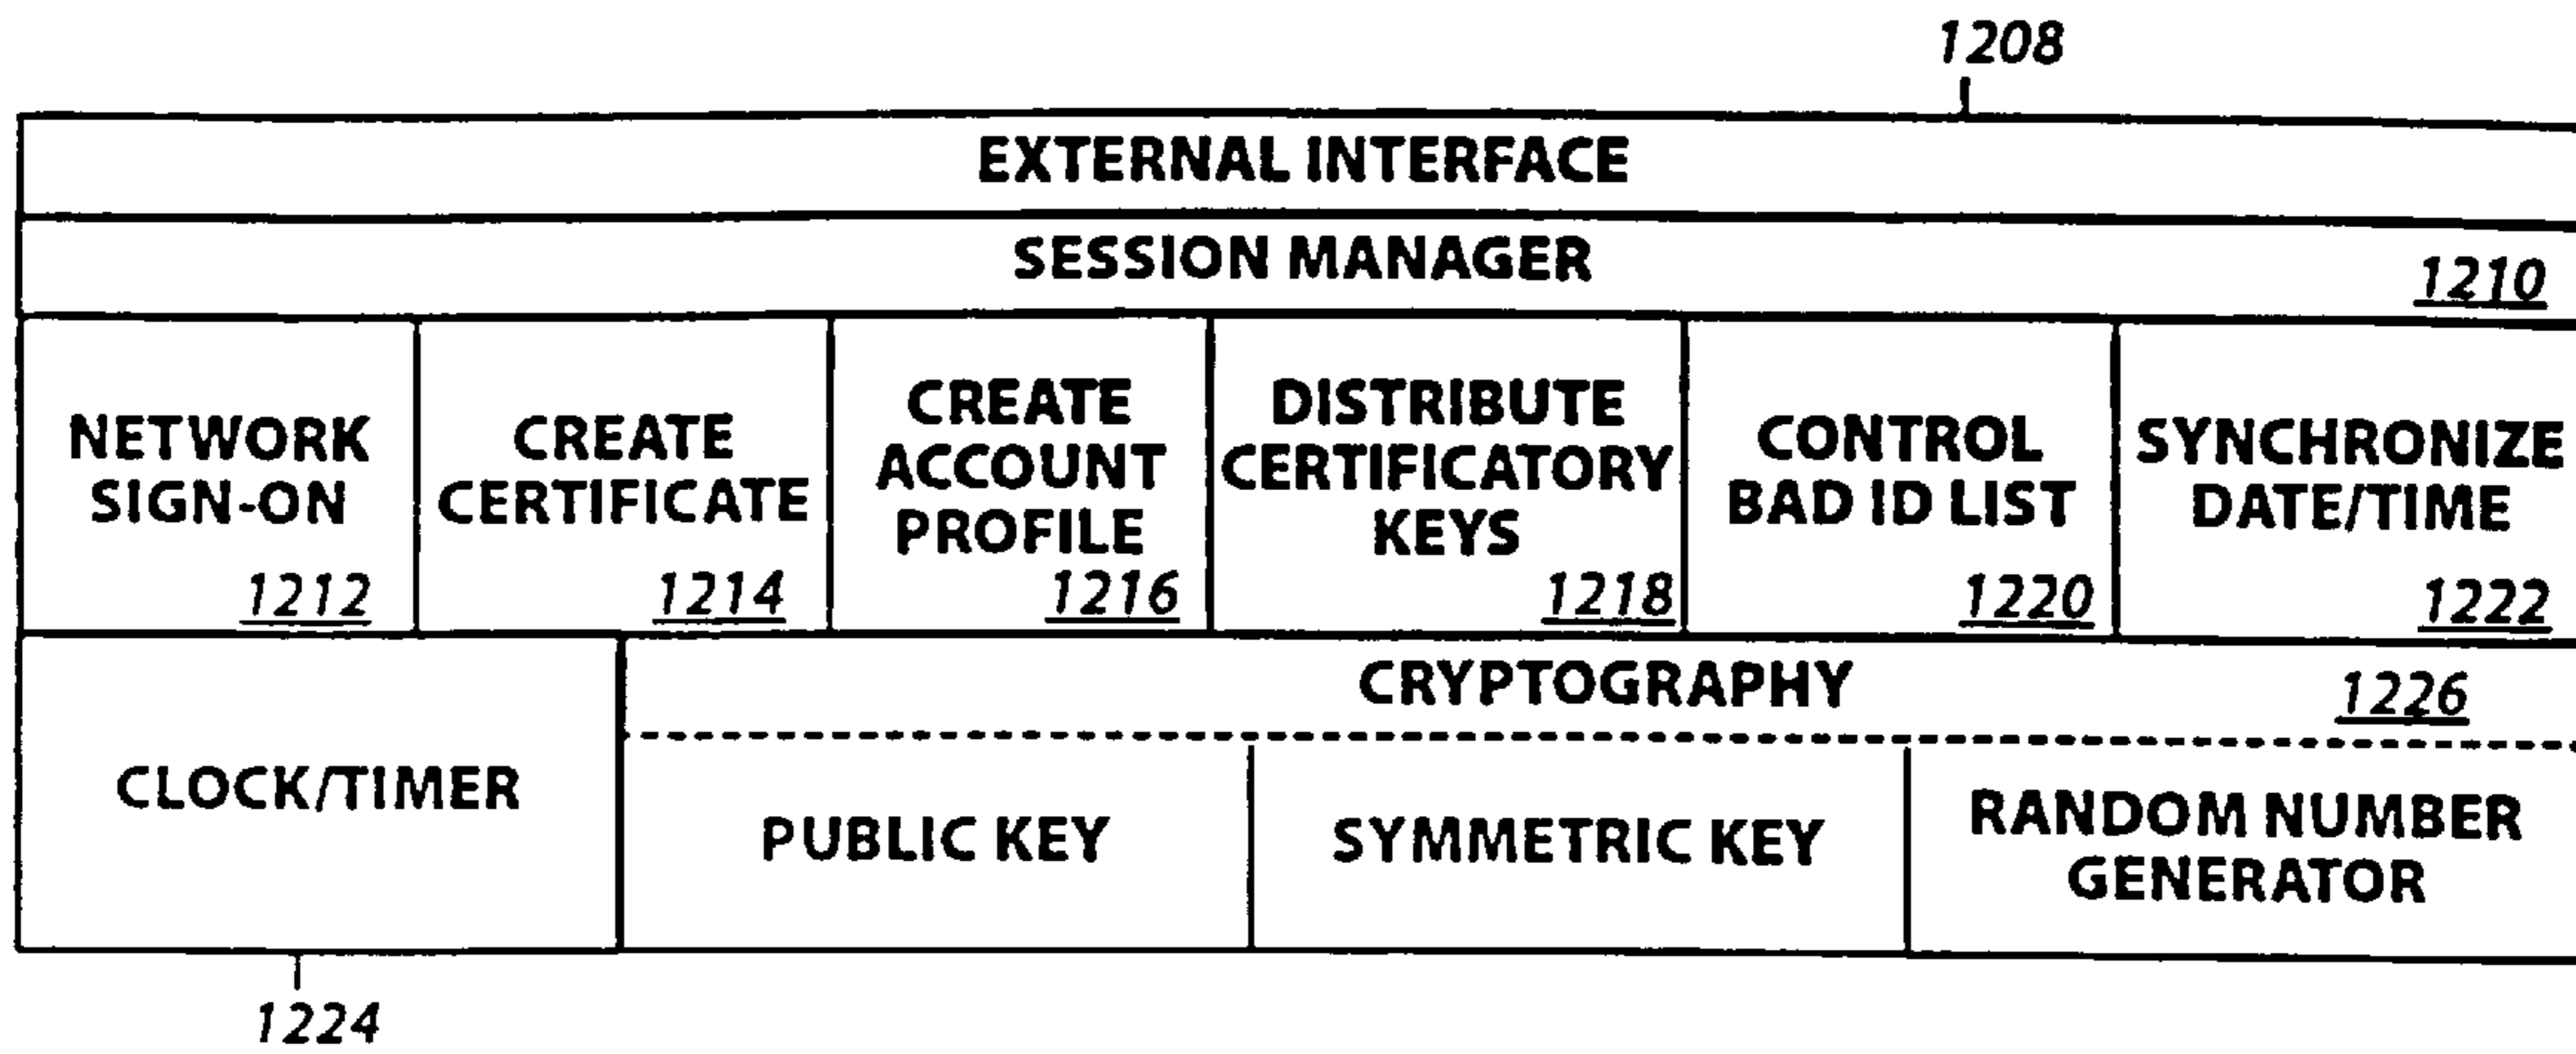 1208
EXTERNAL INTERFACE
SESSION MANAGER
1210
NETWORK
SIGN-ON
1212
CREATE
CERTIFICATE
1214
CREATE
ACCOUNT
PROFILE
1216
DISTRIBUTE
CERTIFICATORY
KEYS
1218
CONTROL
BAD ID LIST
1220
SYNCHRONIZE
DATE/TIME
1222
CLOCK/TIMER
1224
CRYPTOGRAPHY
1226
PUBLIC KEY
SYMMETRIC KEY
RANDOM NUMBER
GENERATOR